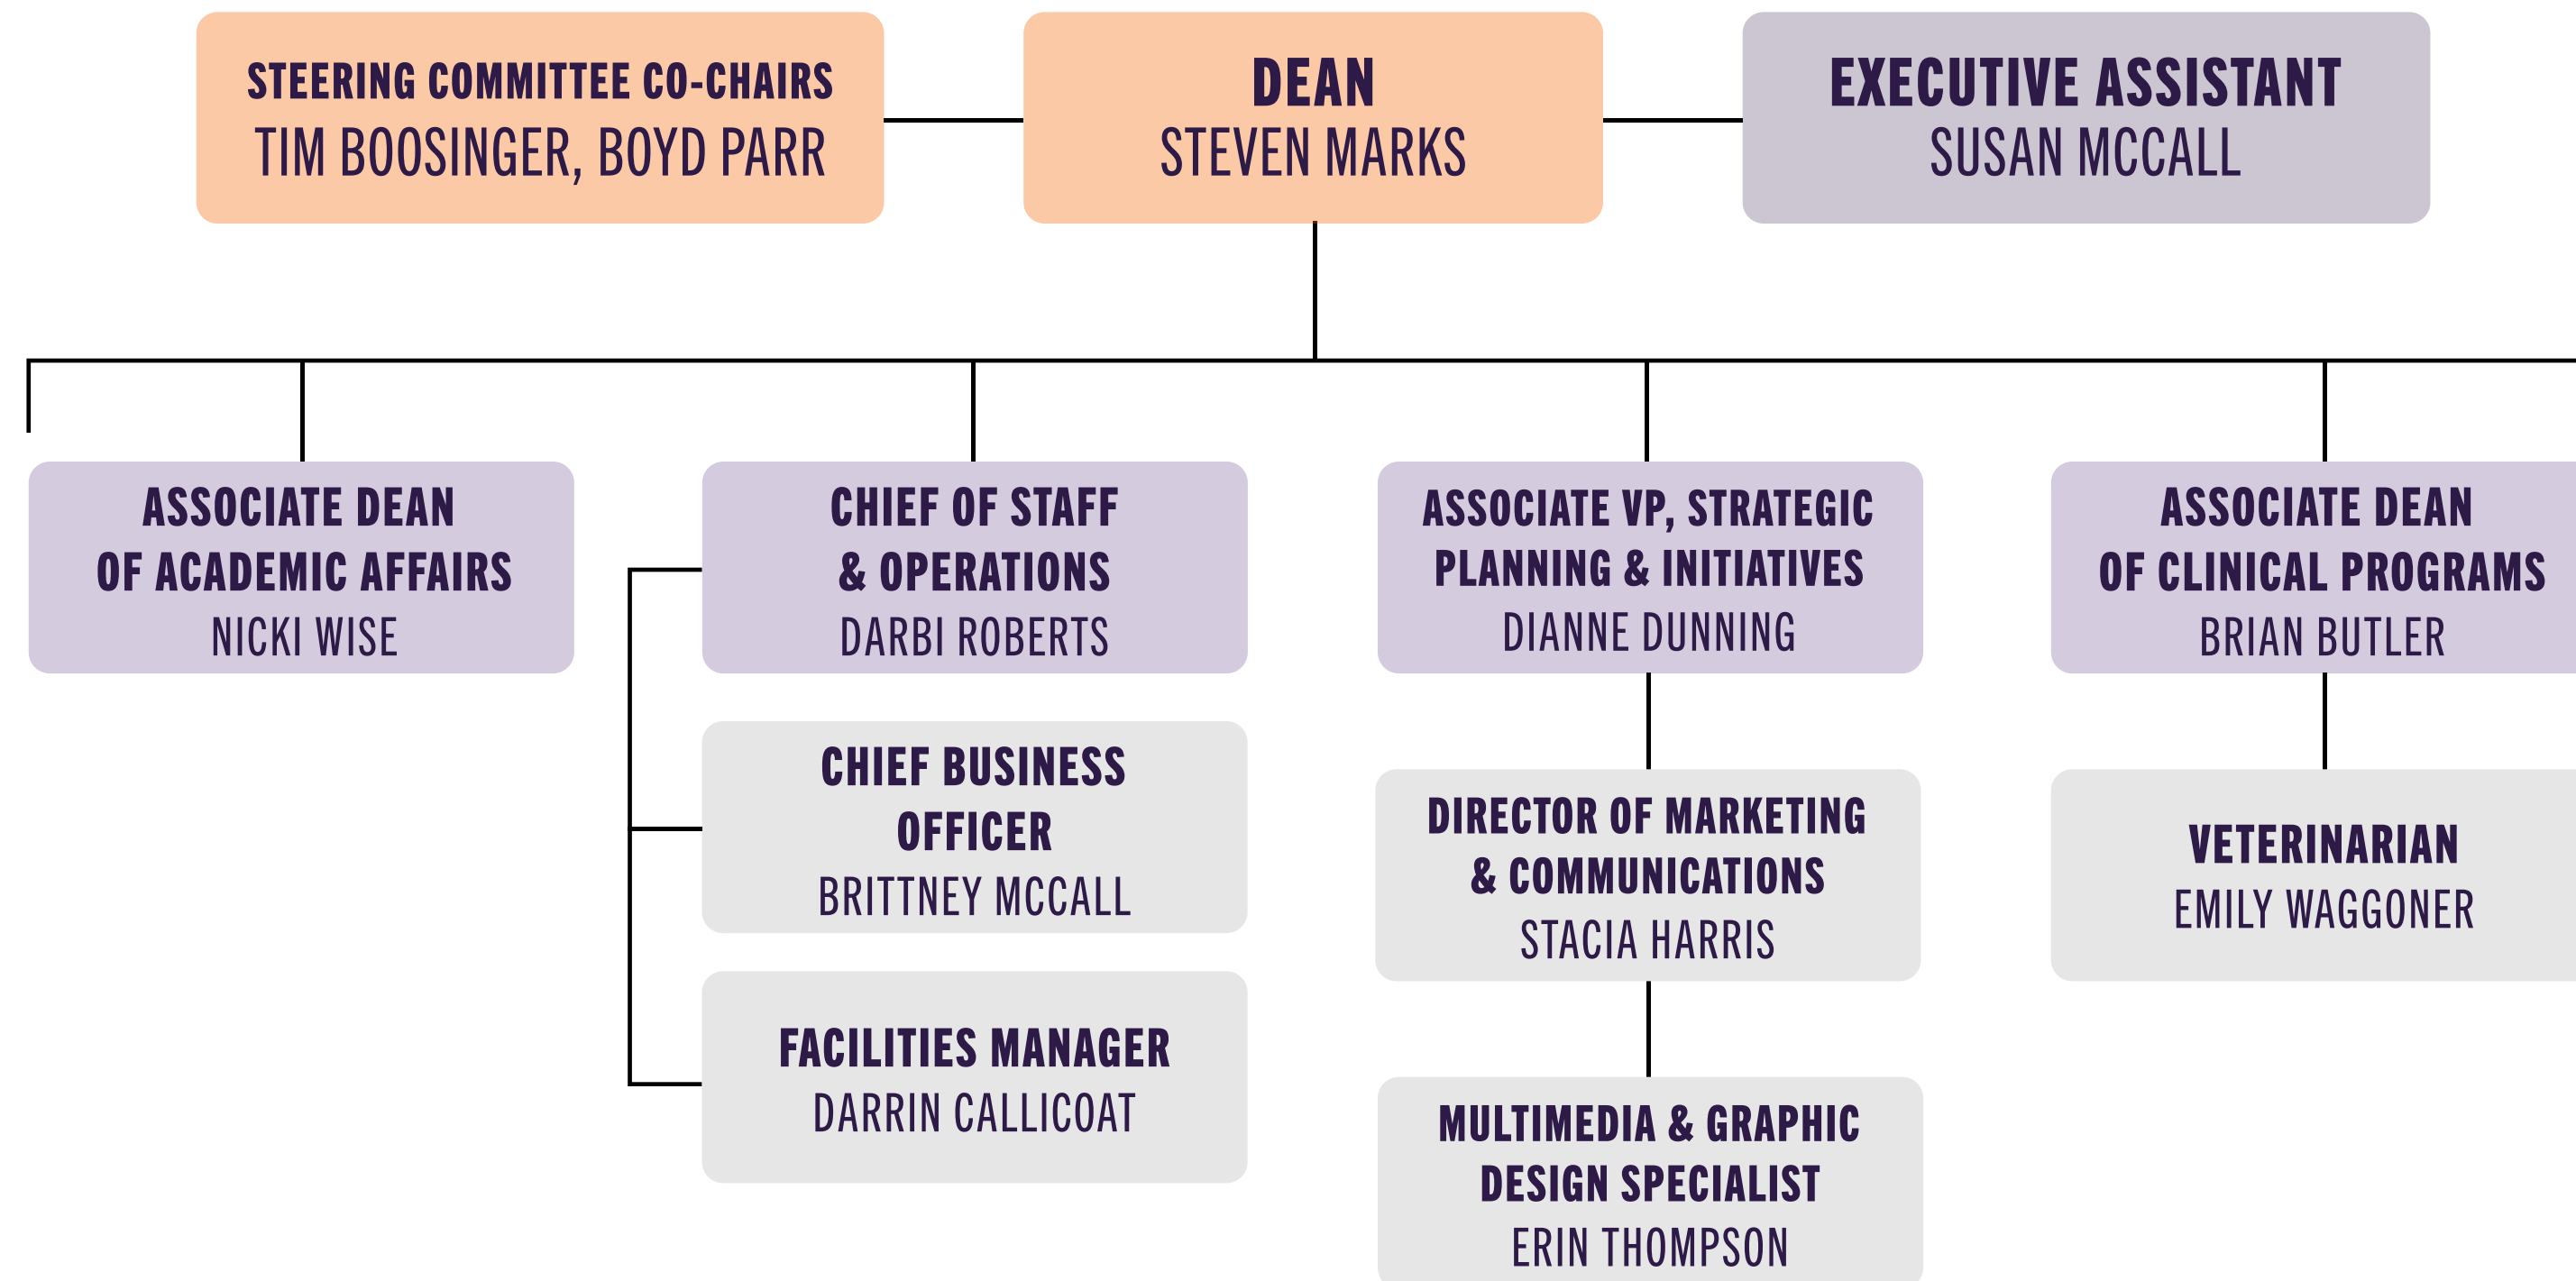 STEERING COMMITTEE CO-CHAIRS
TIM BOOSINGER, BOYD PARR
DEAN
STEVEN MARKS
EXECUTIVE ASSISTANT
SUSAN MCCALL
ASSOCIATE DEAN
OF ACADEMIC AFFAIRS
NICKI WISE
CHIEF OF STAFF
& OPERATIONS
DARBI ROBERTS
ASSOCIATE VP, STRATEGIC
PLANNING & INITIATIVES
DIANNE DUNNING
ASSOCIATE DEAN
OF CLINICAL PROGRAMS
BRIAN BUTLER
CHIEF BUSINESS
OFFICER
BRITTNEY MCCALL
DIRECTOR OF MARKETING
& COMMUNICATIONS
STACIA HARRIS
VETERINARIAN
EMILY WAGGONER
FACILITIES MANAGER
DARRIN CALLICOAT
MULTIMEDIA & GRAPHIC
DESIGN SPECIALIST
ERIN THOMPSON